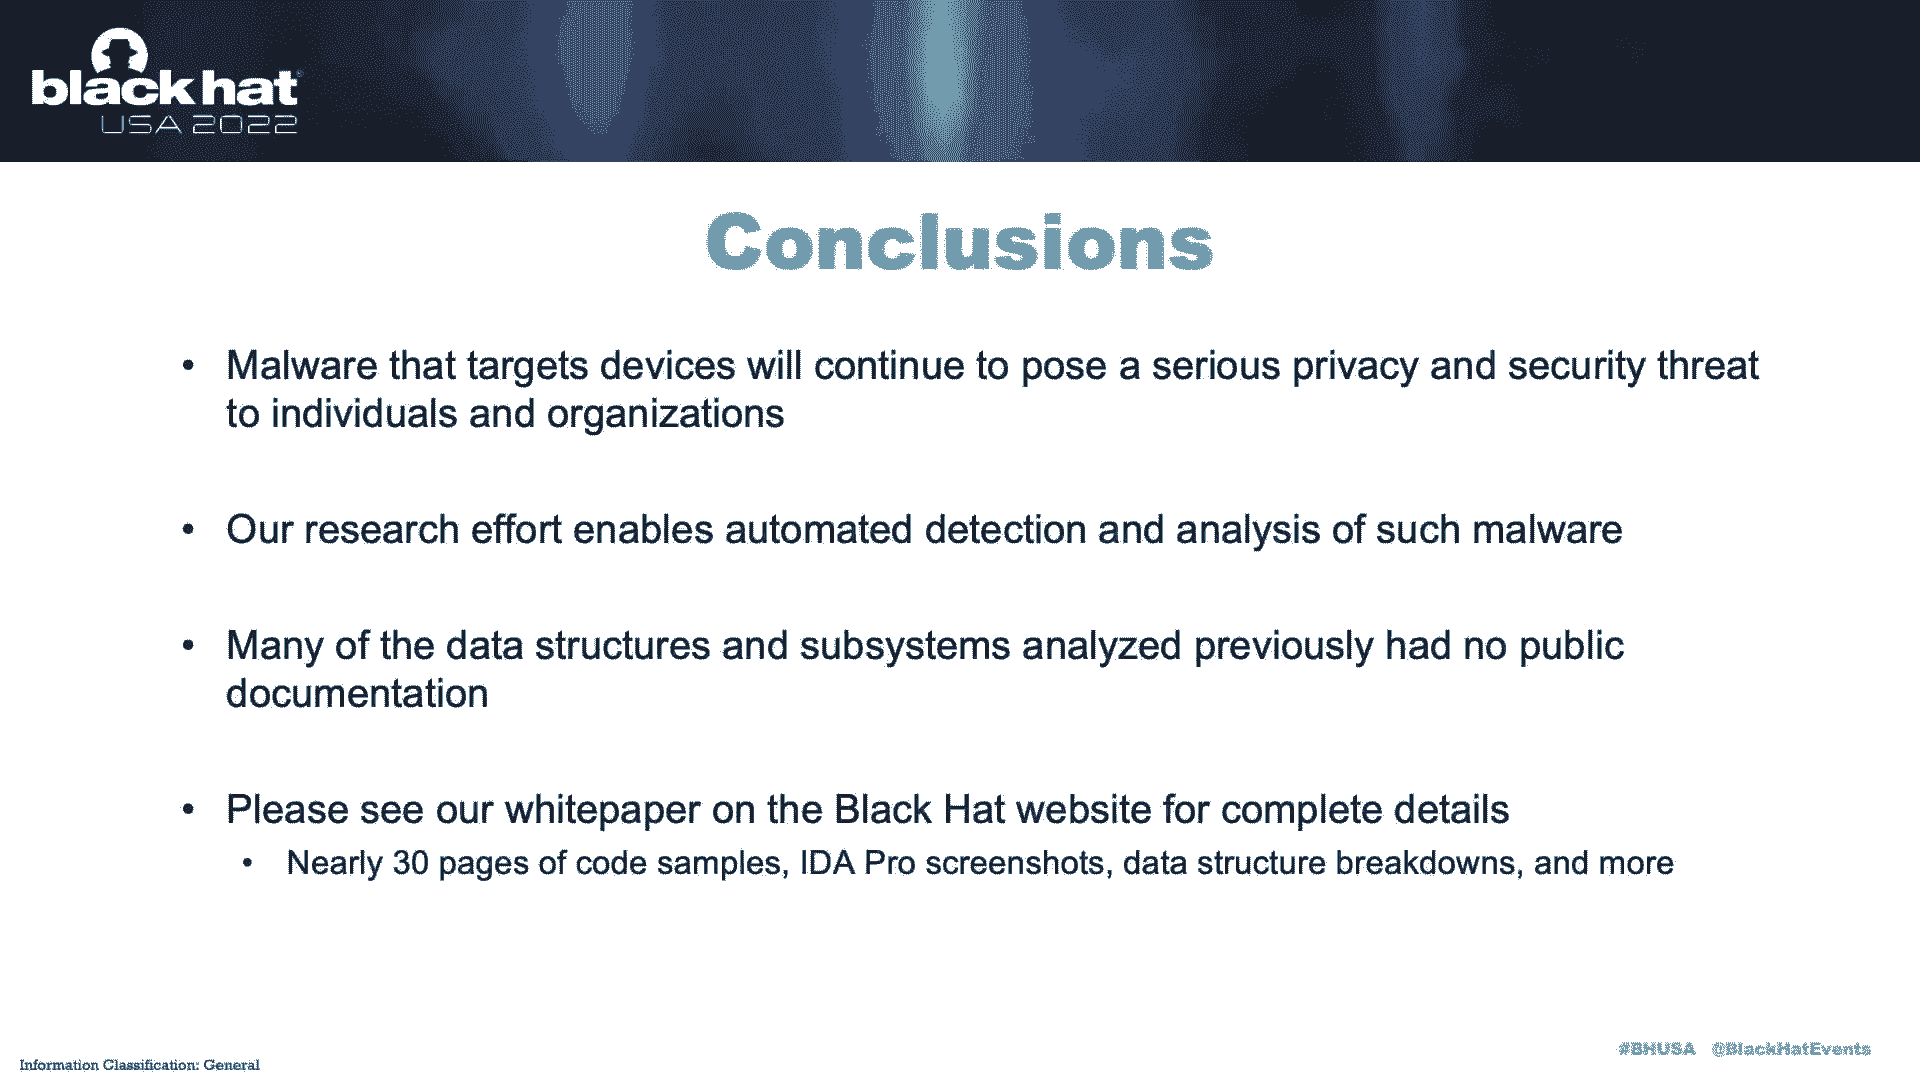 black hat
USA 2022
Conclusions
• Malware that targets devices will continue to pose a serious privacy and security threat
to individuals and organizations
• Our research effort enables automated detection and analysis of such malware
• Many of the data structures and subsystems analyzed previously had no public
documentation
• Please see our whitepaper on the Black Hat website for complete details
• Nearly 30 pages of code samples, IDA Pro screenshots, data structure breakdowns, and more
#BHUSA @BlackHatEvents
Information Classification: General